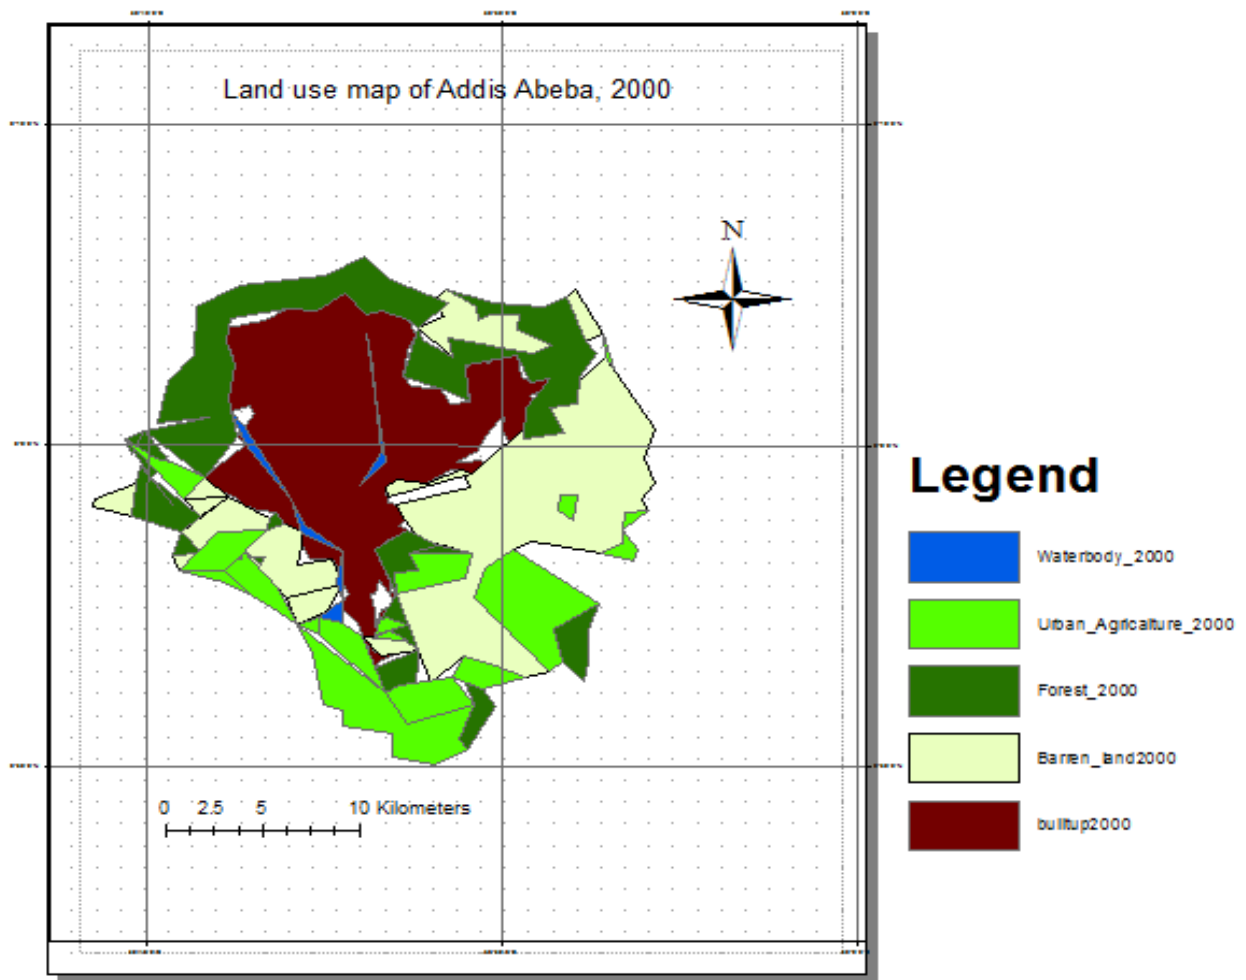 Land use map of Addis Abeba, 2000
N
Legend
Waterbody_2000
Urban_Agricalture_2000
Forest_2000
Barren_land2000
builtup2000
0 2.5 5 10 Kilometers